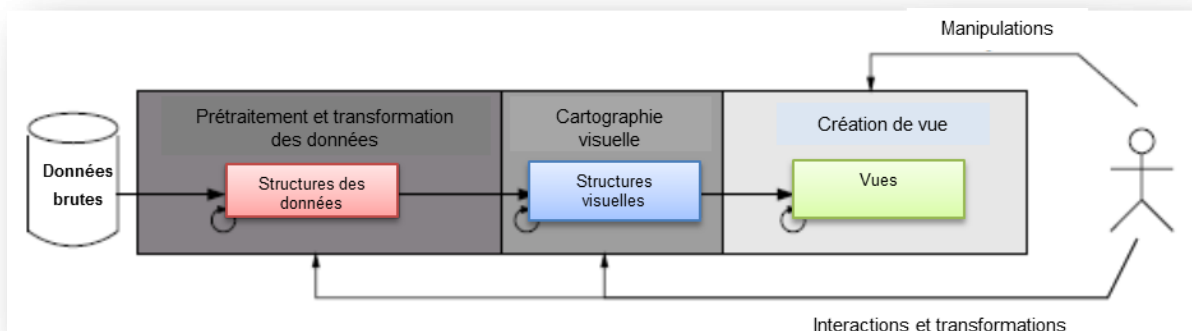 Manipulations
Prétraitement et transformation
des données
Cartographie
visuelle
Création de vue
Données
brutes
Structures des
données
Structures
visuelles
Vues
Interactions et transformations